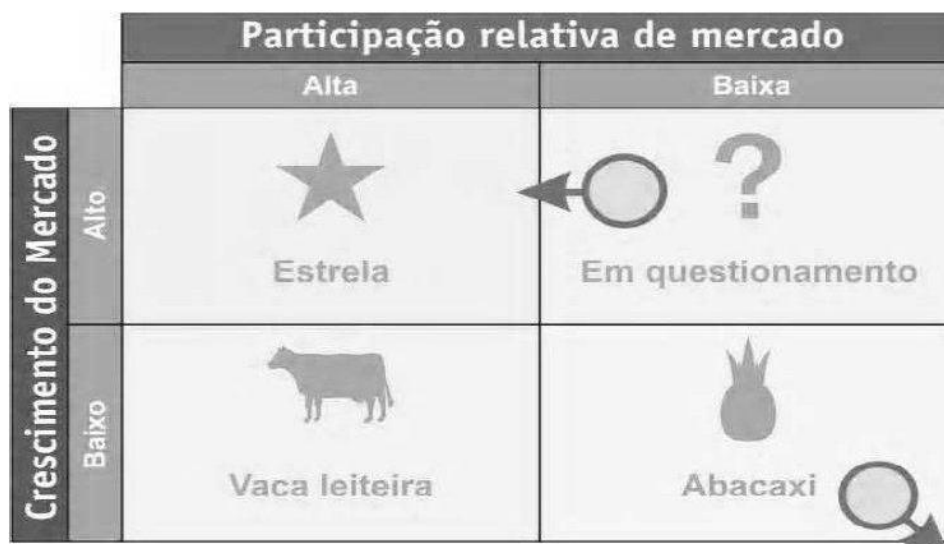 Participação relativa de mercado
Alta
Baixa
Crescimento do Mercado
Alto
?
Estrela
Em questionamento
Baixo
Vaca leiteira
Abacaxi